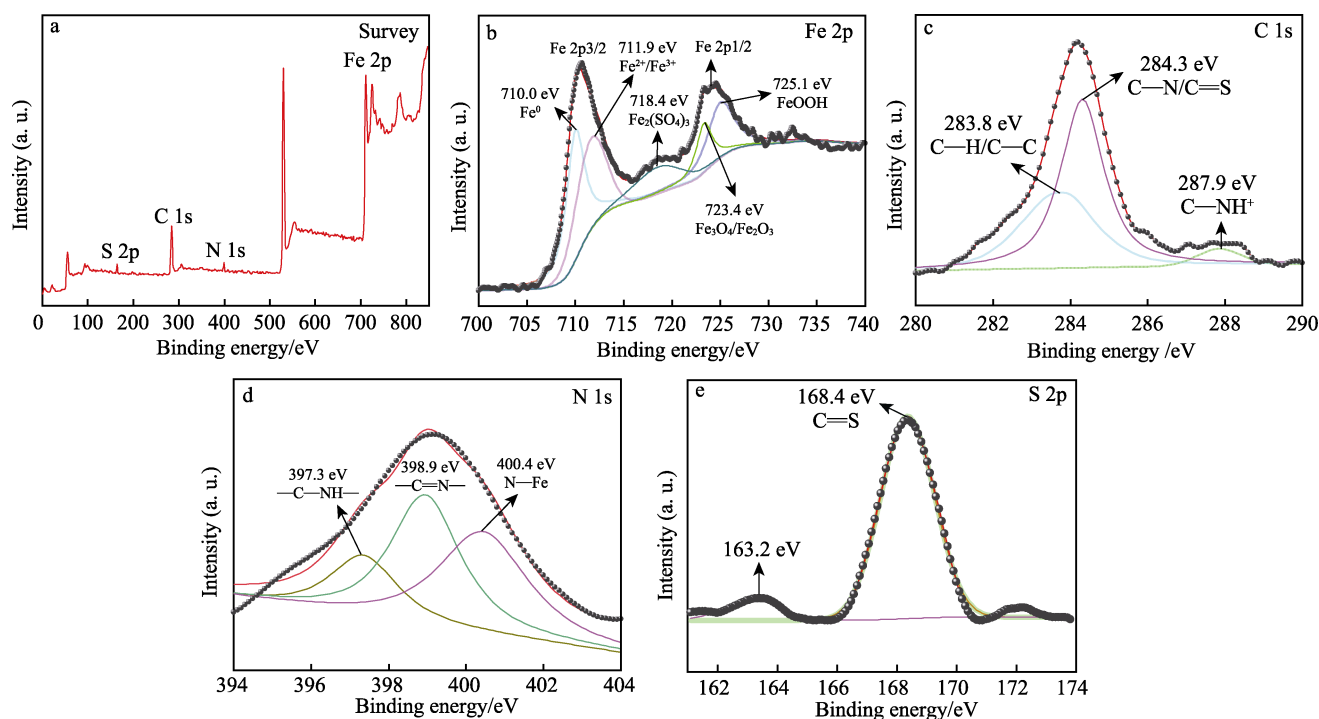 a
Survey
Fe 2p
C 1s
S 2p
N 1s
Intensity (a. u.)
0 100 200 300 400 500 600 700 800
Binding energy/eV
b
Fe 2p
Fe 2p3/2
711.9 eV
Fe²⁺/Fe³⁺
Fe 2p1/2
710.0 eV
Fe⁰
718.4 eV
Fe₂(SO₄)₃
725.1 eV
FeOOH
723.4 eV
Fe₃O₄/Fe₂O₃
Intensity (a. u.)
700 705 710 715 720 725 730 735 740
Binding energy/eV
c
C 1s
284.3 eV
C—N/C=S
283.8 eV
C—H/C—C
287.9 eV
C—NH⁺
Intensity (a. u.)
280 282 284 286 288 290
Binding energy/eV
d
N 1s
397.3 eV
—C—NH—
398.9 eV
—C=N—
400.4 eV
N—Fe
Intensity (a. u.)
394 396 398 400 402 404
Binding energy/eV
e
S 2p
168.4 eV
C=S
163.2 eV
Intensity (a. u.)
162 164 166 168 170 172 174
Binding energy/eV